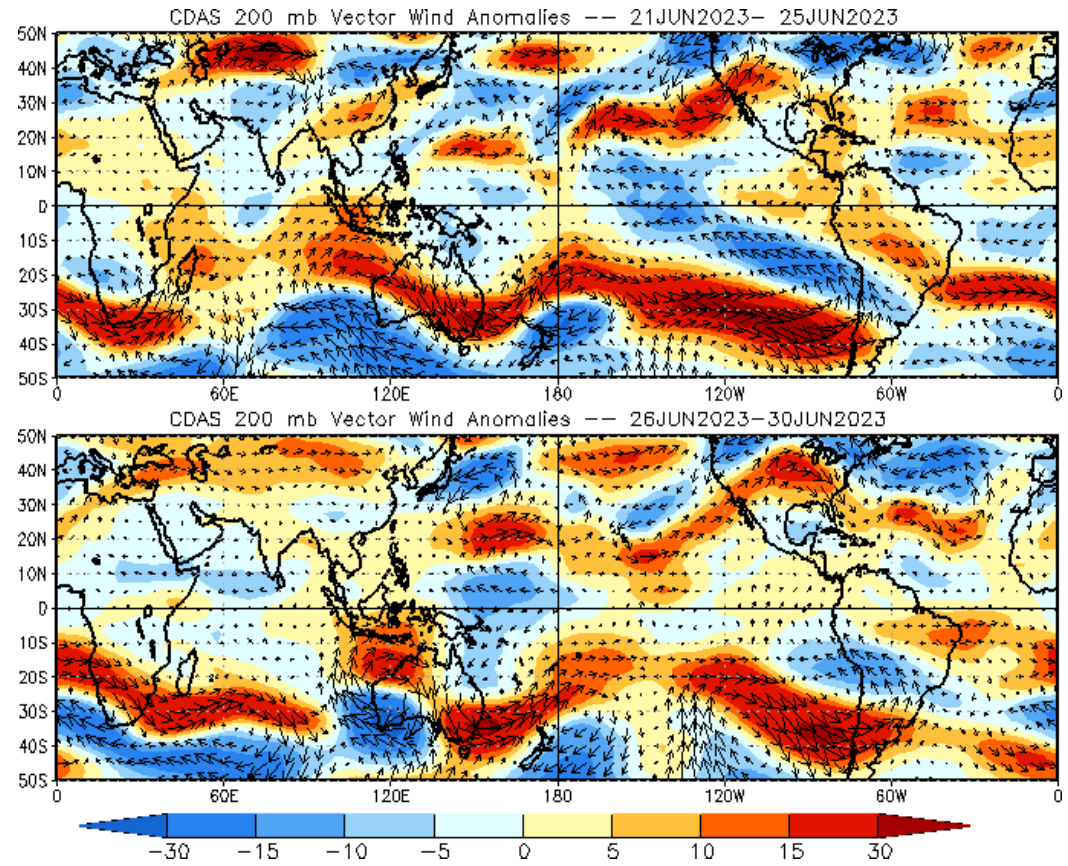 CDAS 200 mb Vector Wind Anomalies -- 21JUN2023- 25JUN2023
50N
40N
30N
20N
10N
0
10S
20S
30S
40S
50S
0 60E 120E 180 120W 60W 0
CDAS 200 mb Vector Wind Anomalies -- 26JUN2023-30JUN2023
50N
40N
30N
20N
10N
0
10S
20S
30S
40S
50S
0 60E 120E 180 120W 60W 0
-30 -15 -10 -5 0 5 10 15 30